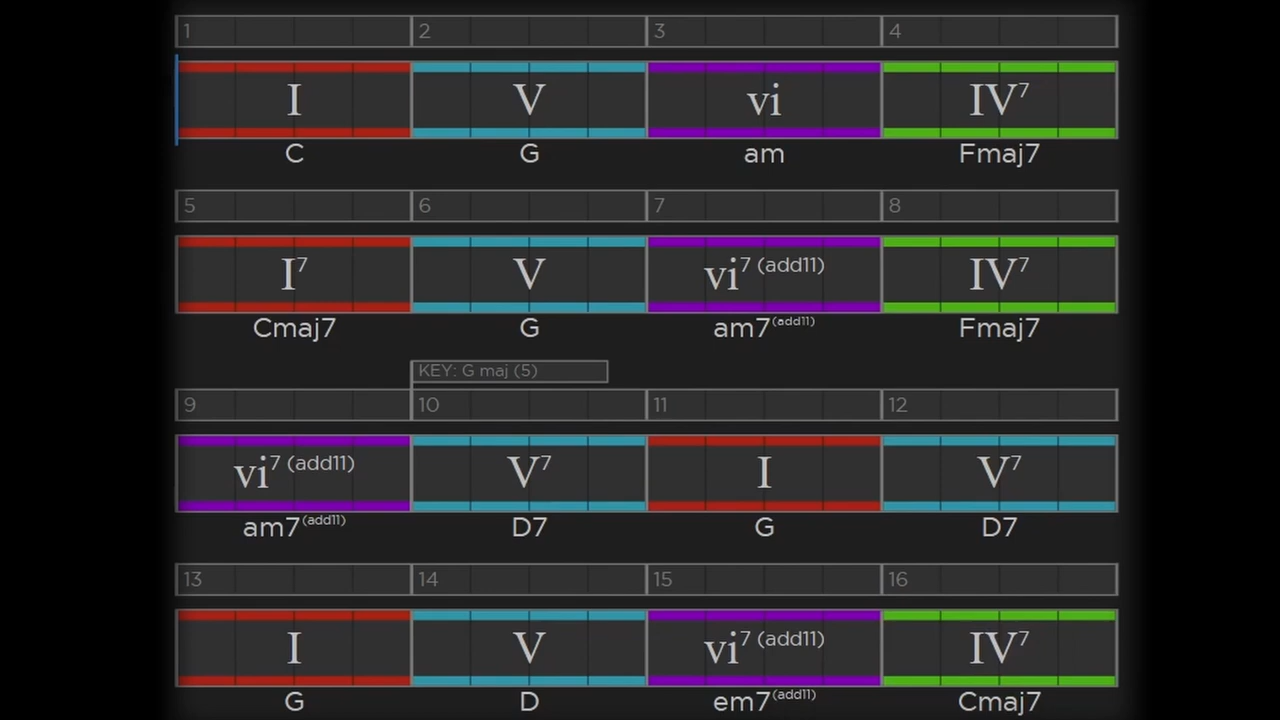 1 2 3 4
I V vi IV7
C G am Fmaj7
5 6 7 8
I7 V vi7 (add11) IV7
Cmaj7 G am7(add11) Fmaj7
KEY: G maj (5)
9 10 11 12
vi7 (add11) V7 I V7
am7(add11) D7 G D7
13 14 15 16
I V vi7 (add11) IV7
G D em7(add11) Cmaj7